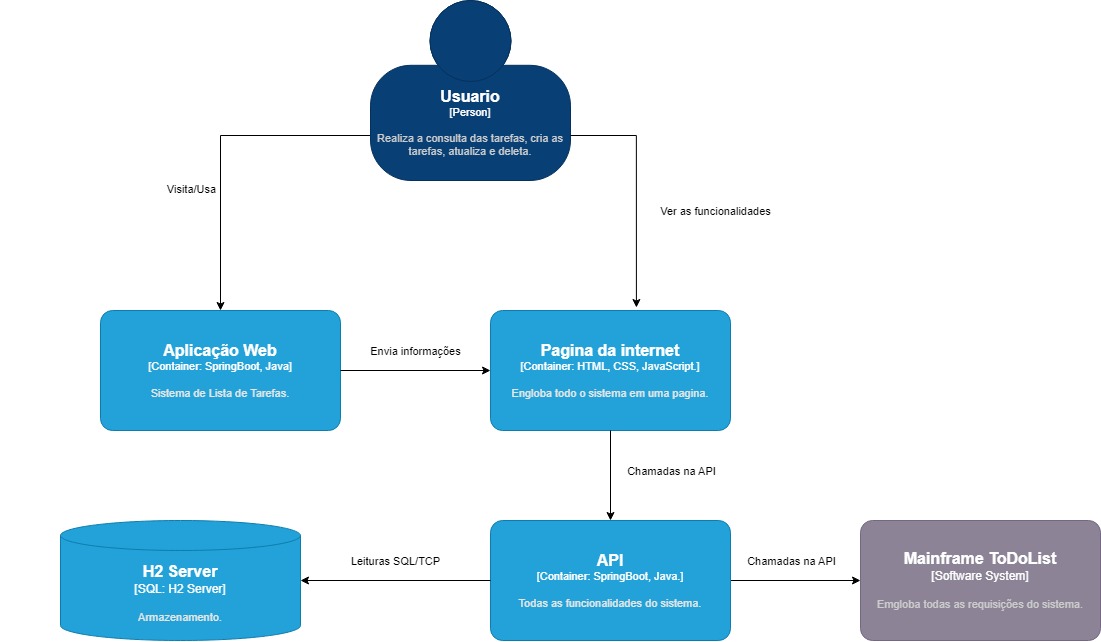 Usuario
[Person]
Realiza a consulta das tarefas, cria as
tarefas, atualiza e deleta.
Visita/Usa
Ver as funcionalidades
Aplicação Web
[Container: SpringBoot, Java]
Sistema de Lista de Tarefas.
Envia informações
Pagina da internet
[Container: HTML, CSS, JavaScript.]
Engloba todo o sistema em uma pagina.
Chamadas na API
H2 Server
[SQL: H2 Server]
Armazenamento.
Leituras SQL/TCP
API
[Container: SpringBoot, Java.]
Todas as funcionalidades do sistema.
Chamadas na API
Mainframe ToDoList
[Software System]
Emgloba todas as requisições do sistema.